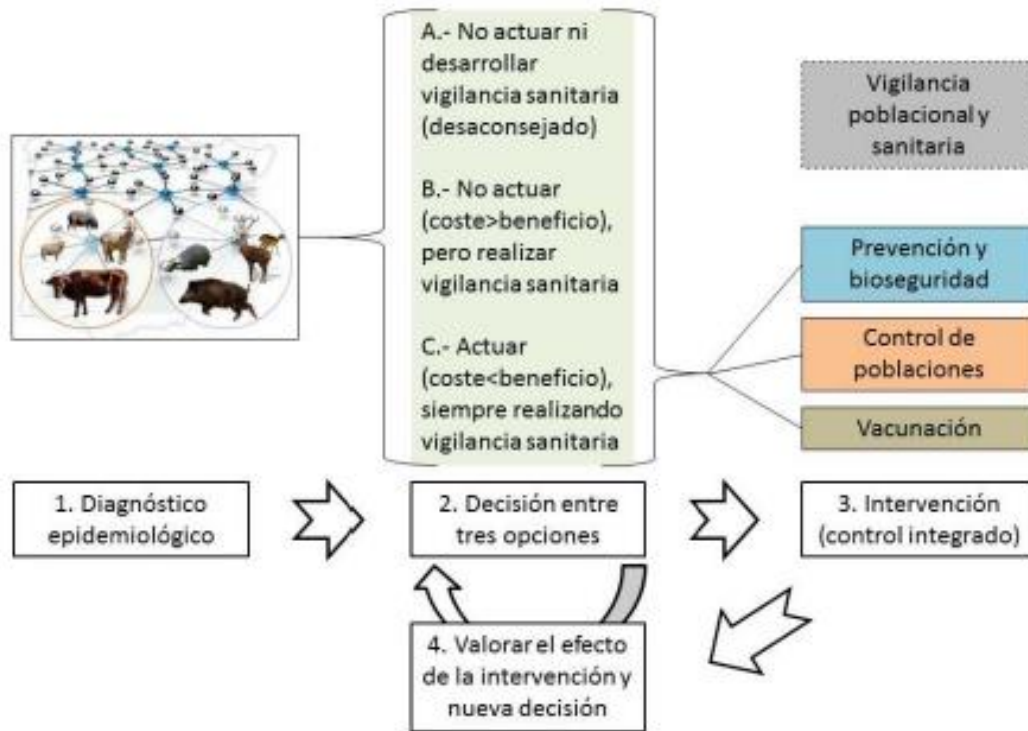 A.- No actuar ni
desarrollar
vigilancia sanitaria
(desaconsejado)
B.- No actuar
(coste>beneficio),
pero realizar
vigilancia sanitaria
C.- Actuar
(coste<beneficio),
siempre realizando
vigilancia sanitaria
Vigilancia
poblacional y
sanitaria
Prevención y
bioseguridad
Control de
poblaciones
Vacunación
1. Diagnóstico
epidemiológico
2. Decisión entre
tres opciones
3. Intervención
(control integrado)
4. Valorar el efecto
de la intervención y
nueva decisión